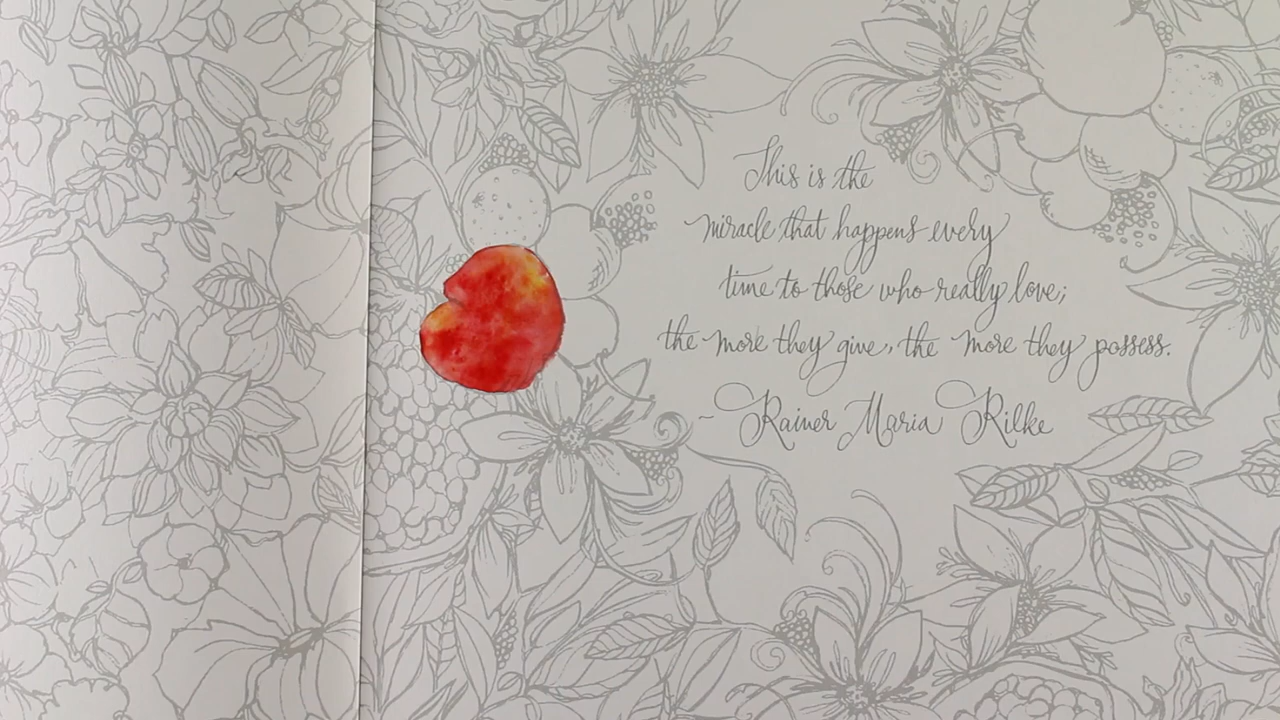 This is the
miracle that happens every
time to those who really love;
the more they give, the more they possess.
~ Rainer Maria Rilke